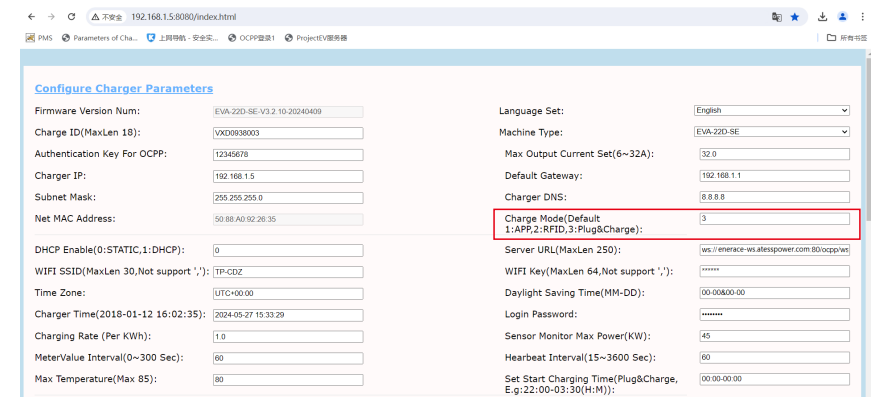 不安全 192.168.1.5:8080/index.html
PMS Parameters of Cha... 上网导航 - 安全实... OCPP登录1 ProjectEV服务器 所有书签
Configure Charger Parameters
Firmware Version Num: EVA-22D-SE-V3.2.10-20240409 Language Set: English
Charge ID(MaxLen 18): VXD0938003 Machine Type: EVA-22D-SE
Authentication Key For OCPP: 12345678 Max Output Current Set(6~32A): 32.0
Charger IP: 192.168.1.5 Default Gateway: 192.168.1.1
Subnet Mask: 255.255.255.0 Charger DNS: 8.8.8.8
Net MAC Address: 50:88:A0:92:26:35 Charge Mode(Default 3
1:APP,2:RFID,3:Plug&Charge):
DHCP Enable(0:STATIC,1:DHCP): 0 Server URL(MaxLen 250): ws:// enerace-ws.atesspower.com:80/ocpp/ws
WIFI SSID(MaxLen 30,Not support ','): TP-CDZ WIFI Key(MaxLen 64,Not support ','): ******
Time Zone: UTC+00:00 Daylight Saving Time(MM-DD): 00-00&00-00
Charger Time(2018-01-12 16:02:35): 2024-05-27 15:33:29 Login Password: ••••••••
Charging Rate (Per KWh): 1.0 Sensor Monitor Max Power(KW): 45
MeterValue Interval(0~300 Sec): 60 Hearbeat Interval(15~3600 Sec): 60
Max Temperature(Max 85): 80 Set Start Charging Time(Plug&Charge, 00:00-00:00
E.g:22:00-03:30(H:M)):